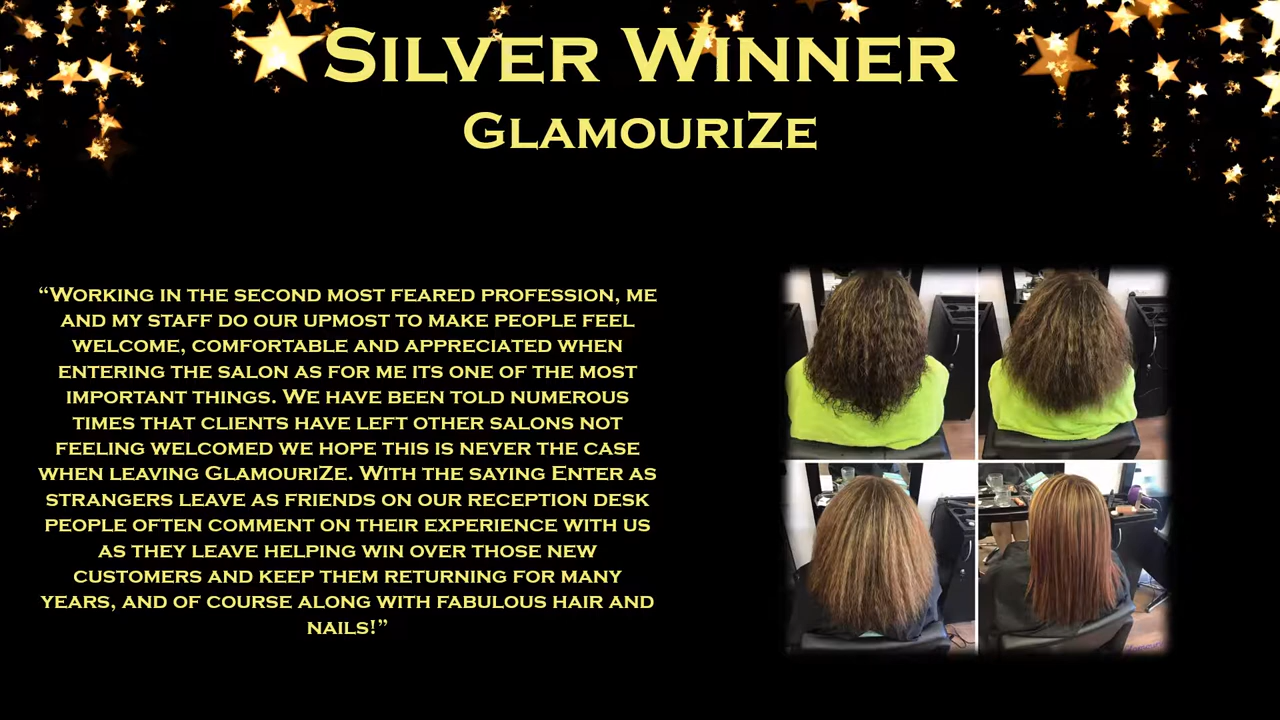 Silver Winner
GlamouriZe
“Working in the second most feared profession, me
and my staff do our upmost to make people feel
welcome, comfortable and appreciated when
entering the salon as for me its one of the most
important things. We have been told numerous
times that clients have left other salons not
feeling welcomed we hope this is never the case
when leaving GlamouriZe. With the saying Enter as
strangers leave as friends on our reception desk
people often comment on their experience with us
as they leave helping win over those new
customers and keep them returning for many
years, and of course along with fabulous hair and
nails!”